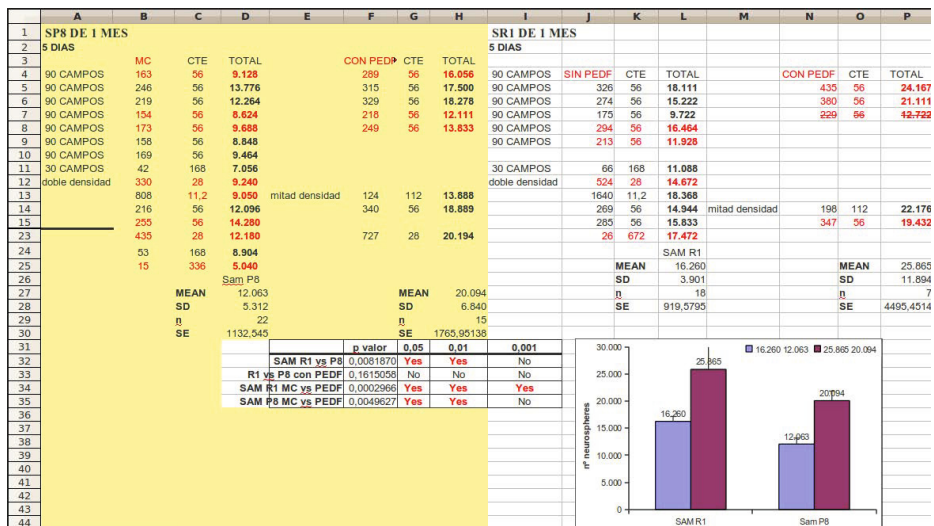 A B C D E F G H I J K L M N O P
1 SP8 DE 1 MES SR1 DE 1 MES
2 5 DIAS 5 DIAS
3 MC CTE TOTAL CON PEDF CTE TOTAL
4 90 CAMPOS 163 56 9.128 289 56 16.056 90 CAMPOS SIN PEDF CTE TOTAL CON PEDF CTE TOTAL
5 90 CAMPOS 246 56 13.776 315 56 17.500 90 CAMPOS 326 56 18.111 435 56 24.167
6 90 CAMPOS 219 56 12.264 329 56 18.278 90 CAMPOS 274 56 15.222 380 56 21.111
7 90 CAMPOS 154 56 8.624 218 56 12.111 90 CAMPOS 175 56 9.722 229 56 12.722
8 90 CAMPOS 173 56 9.688 249 56 13.833 90 CAMPOS 294 56 16.464
9 90 CAMPOS 158 56 8.848 90 CAMPOS 213 56 11.928
10 90 CAMPOS 169 56 9.464
11 30 CAMPOS 42 168 7.056 30 CAMPOS 66 168 11.088
12 doble densidad 330 28 9.240 doble densidad 524 28 14.672
13 808 11,2 9.050 mitad densidad 124 112 13.888 1640 11,2 18.368
14 216 56 12.096 340 56 18.889 269 56 14.944 mitad densidad 198 112 22.176
15 255 56 14.280 285 56 15.833 347 56 19.432
23 435 28 12.180 727 28 20.194 26 672 17.472
24 53 168 8.904 SAM R1
25 15 336 5.040 MEAN 16.260 MEAN 25.865
26 Sam P8 SD 3.901 SD 11.894
27 MEAN 12.063 MEAN 20.094 n 18 n 7
28 SD 5.312 SD 6.840 SE 919,5795 SE 4495,4514
29 n 22 n 15
30 SE 1132,545 SE 1765,95138
31 p valor 0,05 0,01 0,001
32 SAM R1 vs P8 0,0081870 Yes Yes No
33 R1 vs P8 con PEDF 0,1615058 No No No
34 SAM R1 MC vs PEDF 0,0002966 Yes Yes Yes
35 SAM P8 MC vs PEDF 0,0049627 Yes Yes No
36
37
38
39
40
41
42
43
44
16.260 12.063 25.865 20.094
nº neurospheres
30.000
25.000
20.000
15.000
10.000
5.000
0
16.260
25.865
12.063
20.094
SAM R1
Sam P8